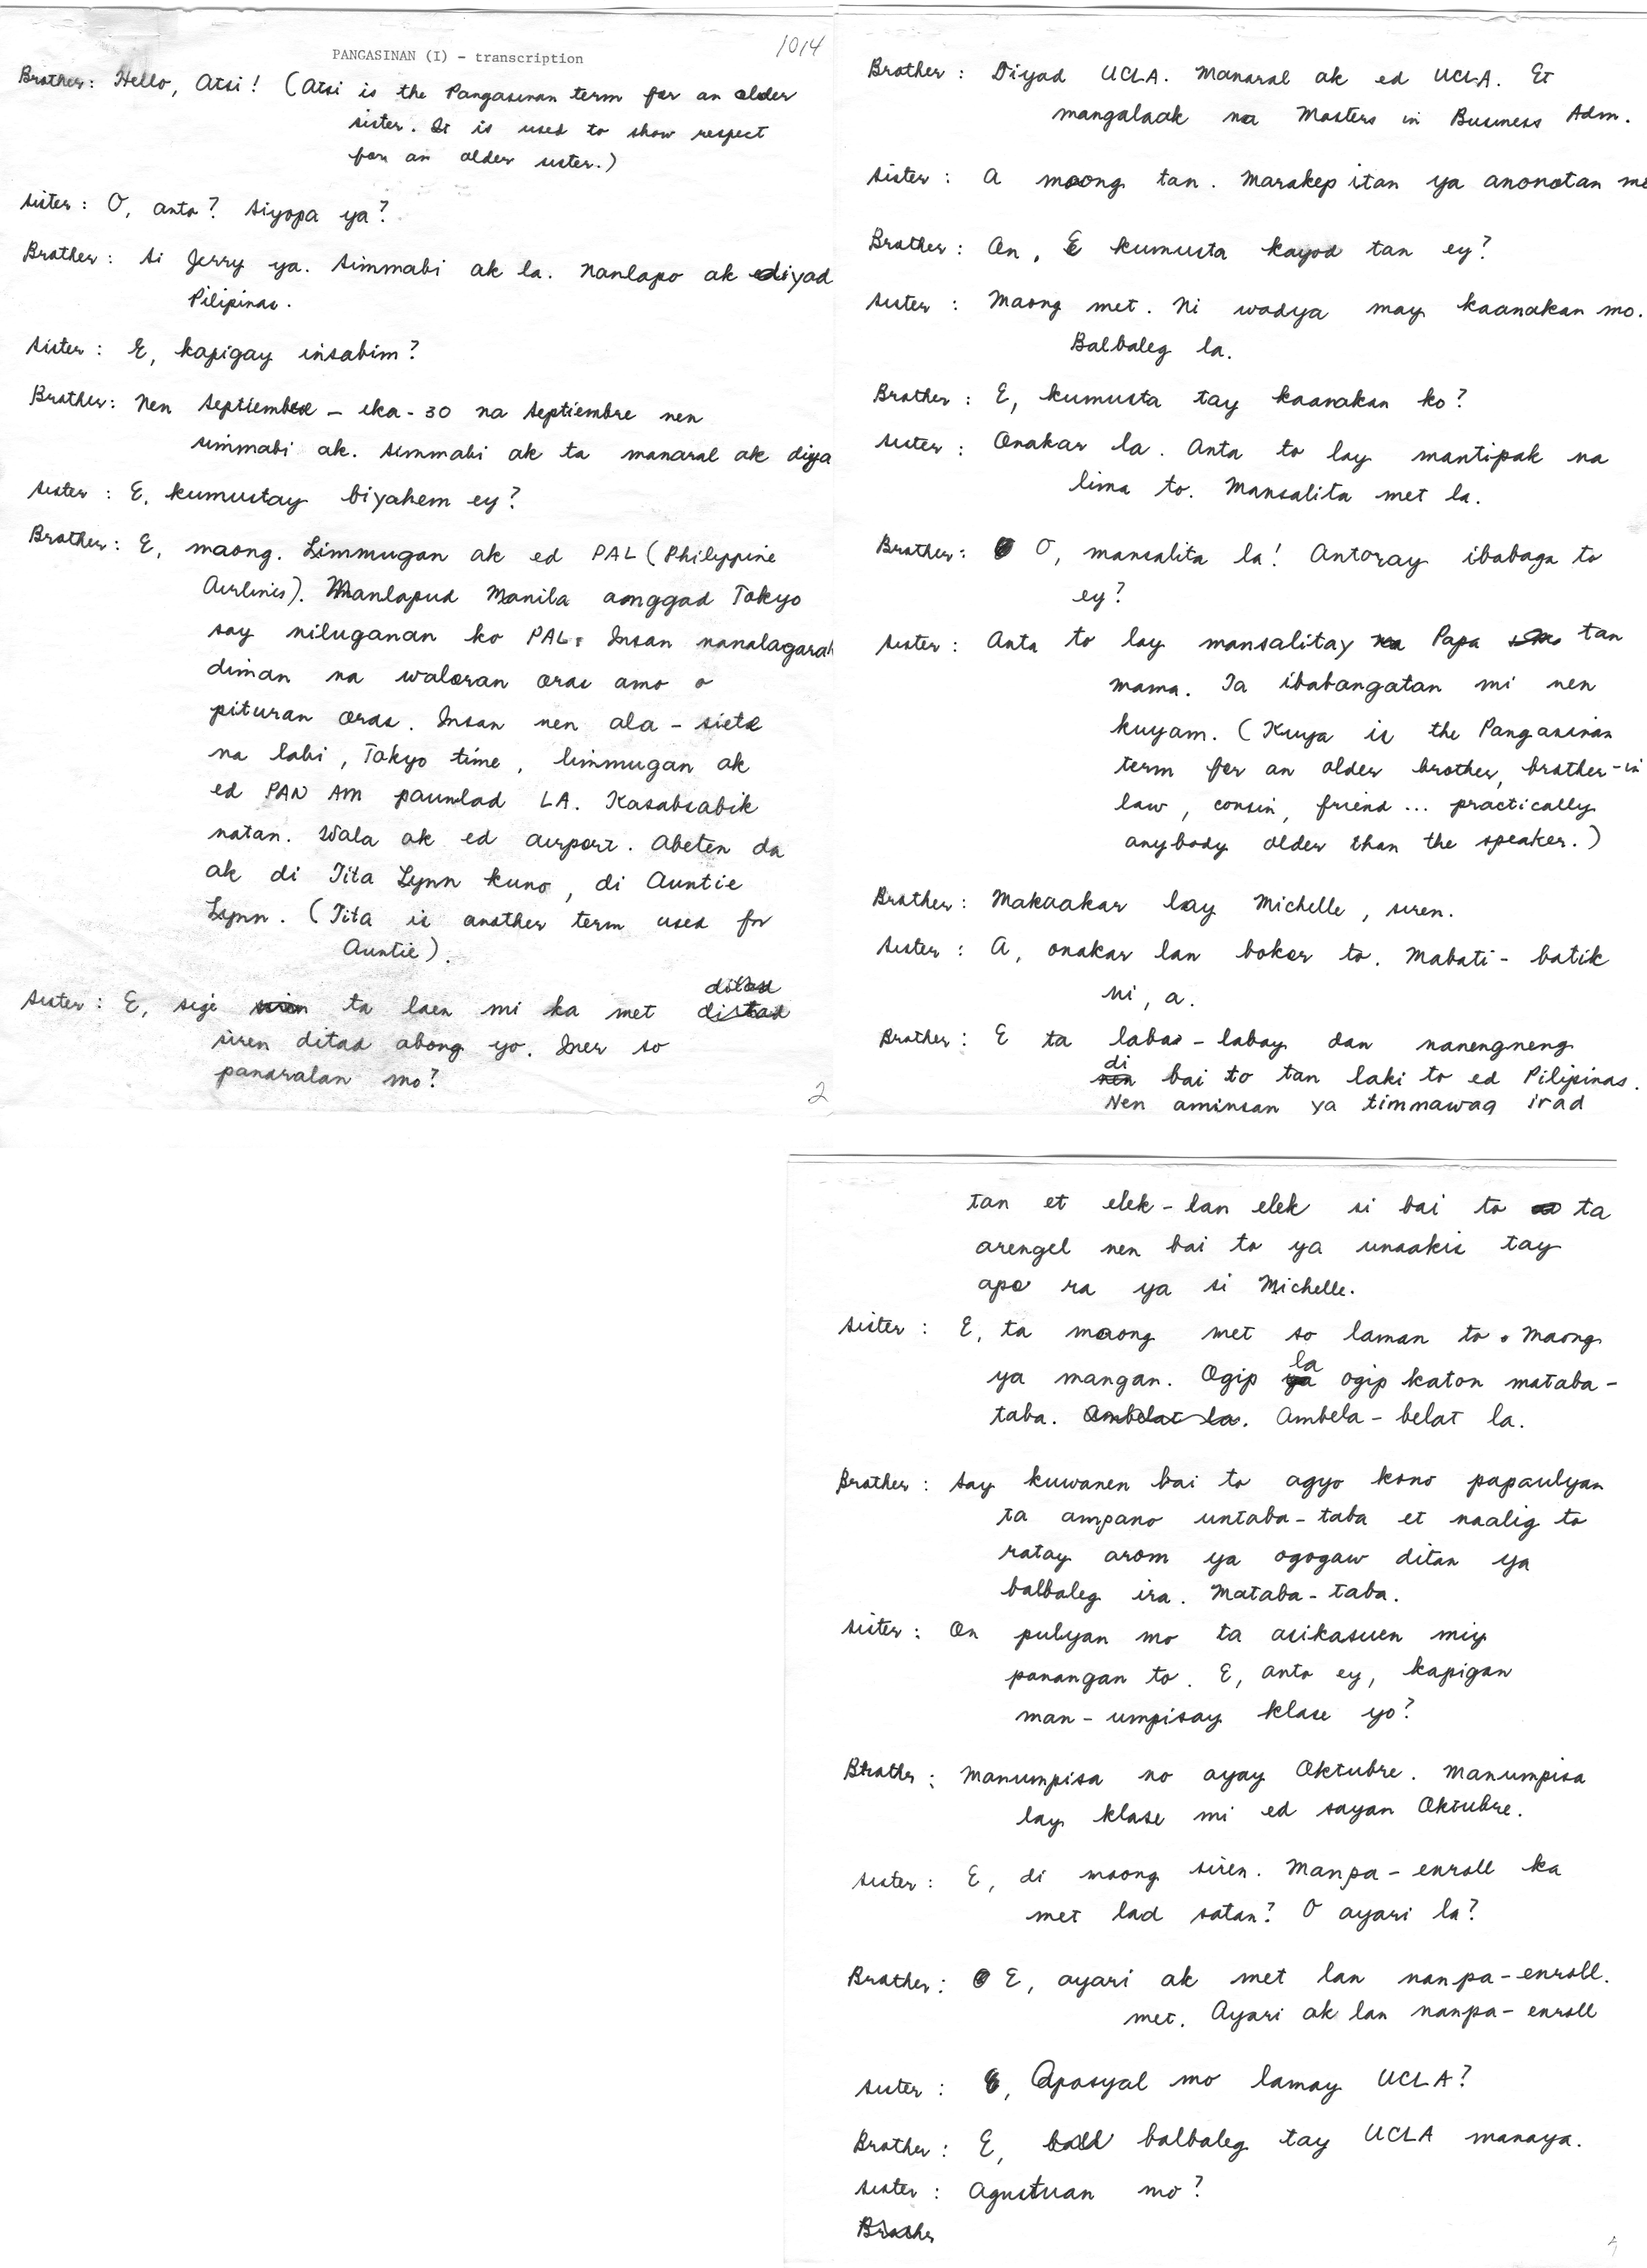 1014
PANGASINAN (I) - transcription
Brother: Hello, Atsi! (Atsi is the Pangasinan term for an older
sister. It is used to show respect
for an older sister.)
Sister: O, anto? Siyopa ya?
Brother: Si Jerry ya. Simmabi ak la. Nanlapo ak diyad
Pilipinas.
Sister: E, kapigay insabim?
Brother: Nen Septiembre - ika-30 na Septiembre nen
simmabi ak. Simmabi ak ta manaral ak diya
Sister: E, kumustay biyahem ey?
Brother: E, maong. Limmugan ak ed PAL (Philippine
Airlines). Nanlapud Manila anggad Tokyo
say niluganan ko PAL. Insan nanalagarak
diman na waloran oras amo o
pituran oras. Insan nen ala-siete
na labi, Tokyo time, limmugan ak
ed PAN AM paunlad LA. Kasabsabik
natan. Wala ak ed airport. Abeten da
ak di Tita Lynn kuno, di Auntie
Lynn. (Tita is another term used for
Auntie).
Sister: E, sige ta laen mi ka met ditad
siren ditad abong yo. Iner so
panaralan mo?
2
Brother: Diyad UCLA. Manaral ak ed UCLA. Et
mangalaak na Masters in Business Adm.
Sister: A maong tan. Marakep itan ya anonotan mo
Brother: On, E kumusta kayod tan ey?
Sister: Maong met. Ni wadya may kaanakan mo.
Balbaleg la.
Brother: E, kumusta tay kaanakan ko?
Sister: Onakar la. Anta to lay mantipak na
lima to. Mansalita met la.
Brother: O, mansalita la! Antoray ibabaga to
ey?
Sister: Anta to lay mansalitay Papa tan
mama. Ta ibabangatan mi nen
kuyam. (Kuya is the Pangasinan
term for an older brother, brother-in
law, cousin, friend ... practically
anybody older than the speaker.)
Brother: Makaakar lay Michelle, siren.
Sister: A, onakar lan bokor to. Mabati-batik
ni, a.
Brother: E ta labay-labay dan nanengneng
di bai to tan laki to ed Pilipinas.
Nen aminsan ya timmawag irad
tan et elek-lan elek si bai to ta
arengel nen bai to ya unaakis tay
apo ra ya si Michelle.
Sister: E, ta maong met so laman to. Maong
ya mangan. Ogip la ogip katon mataba-
taba. Ambelat la. Ambela-belat la.
Brother: Say kuwanen bai to agyo kono papaulyan
ta ampano untaba-taba et naalig to
ratay arom ya ogogaw ditan ya
balbaleg ira. Mataba-taba.
Sister: On pulyan mo ta asikasuen miy
panangan to. E, anto ey, kapigan
man-umpisay klase yo?
Brother: Manumpisa no ayay Oktubre. Manumpisa
lay klase mi ed sayan Oktubre.
Sister: E, di maong siren. Manpa-enroll ka
met lad satan? O ayari la?
Brother: E, ayari ak met lan nanpa-enroll.
met. Ayari ak lan nanpa-enroll
Sister: E, Apasyal mo lamay UCLA?
Brother: E, balbaleg tay UCLA manaya.
Sister: Agustuan mo?
Brother